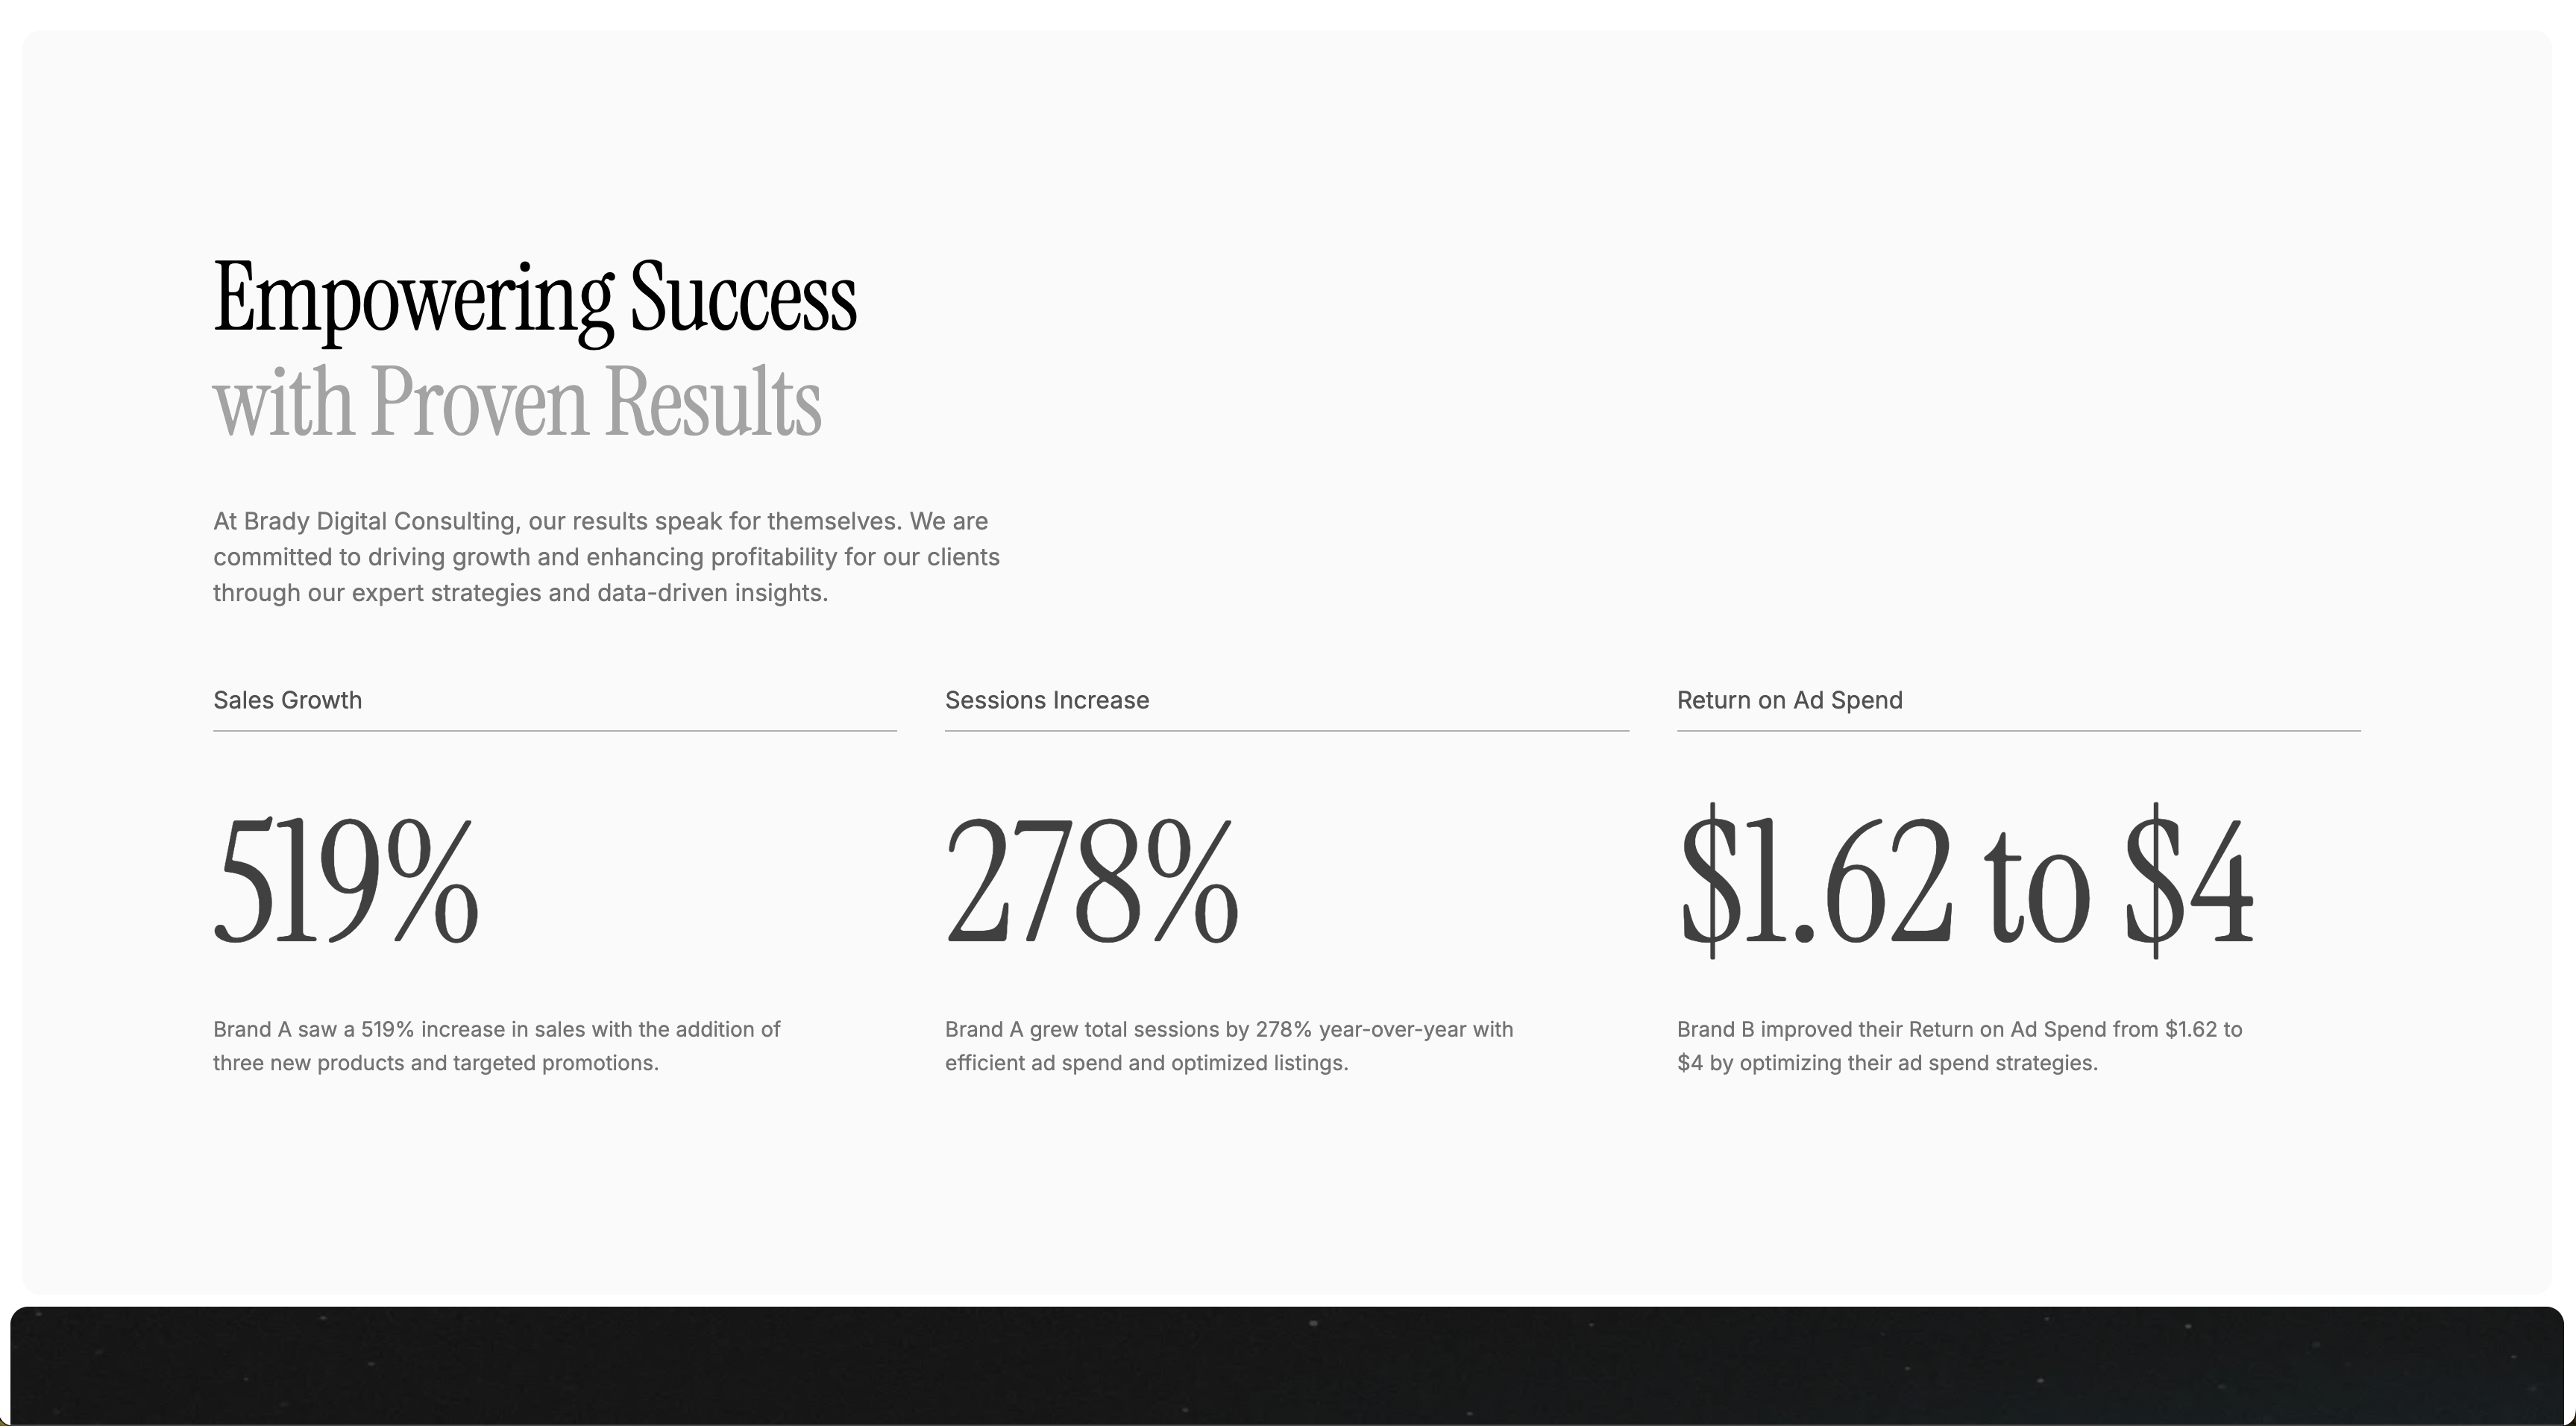 Empowering Success
with Proven Results
At Brady Digital Consulting, our results speak for themselves. We are
committed to driving growth and enhancing profitability for our clients
through our expert strategies and data-driven insights.
Sales Growth
519%
Brand A saw a 519% increase in sales with the addition of
three new products and targeted promotions.
Sessions Increase
278%
Brand A grew total sessions by 278% year-over-year with
efficient ad spend and optimized listings.
Return on Ad Spend
$1.62 to $4
Brand B improved their Return on Ad Spend from $1.62 to
$4 by optimizing their ad spend strategies.